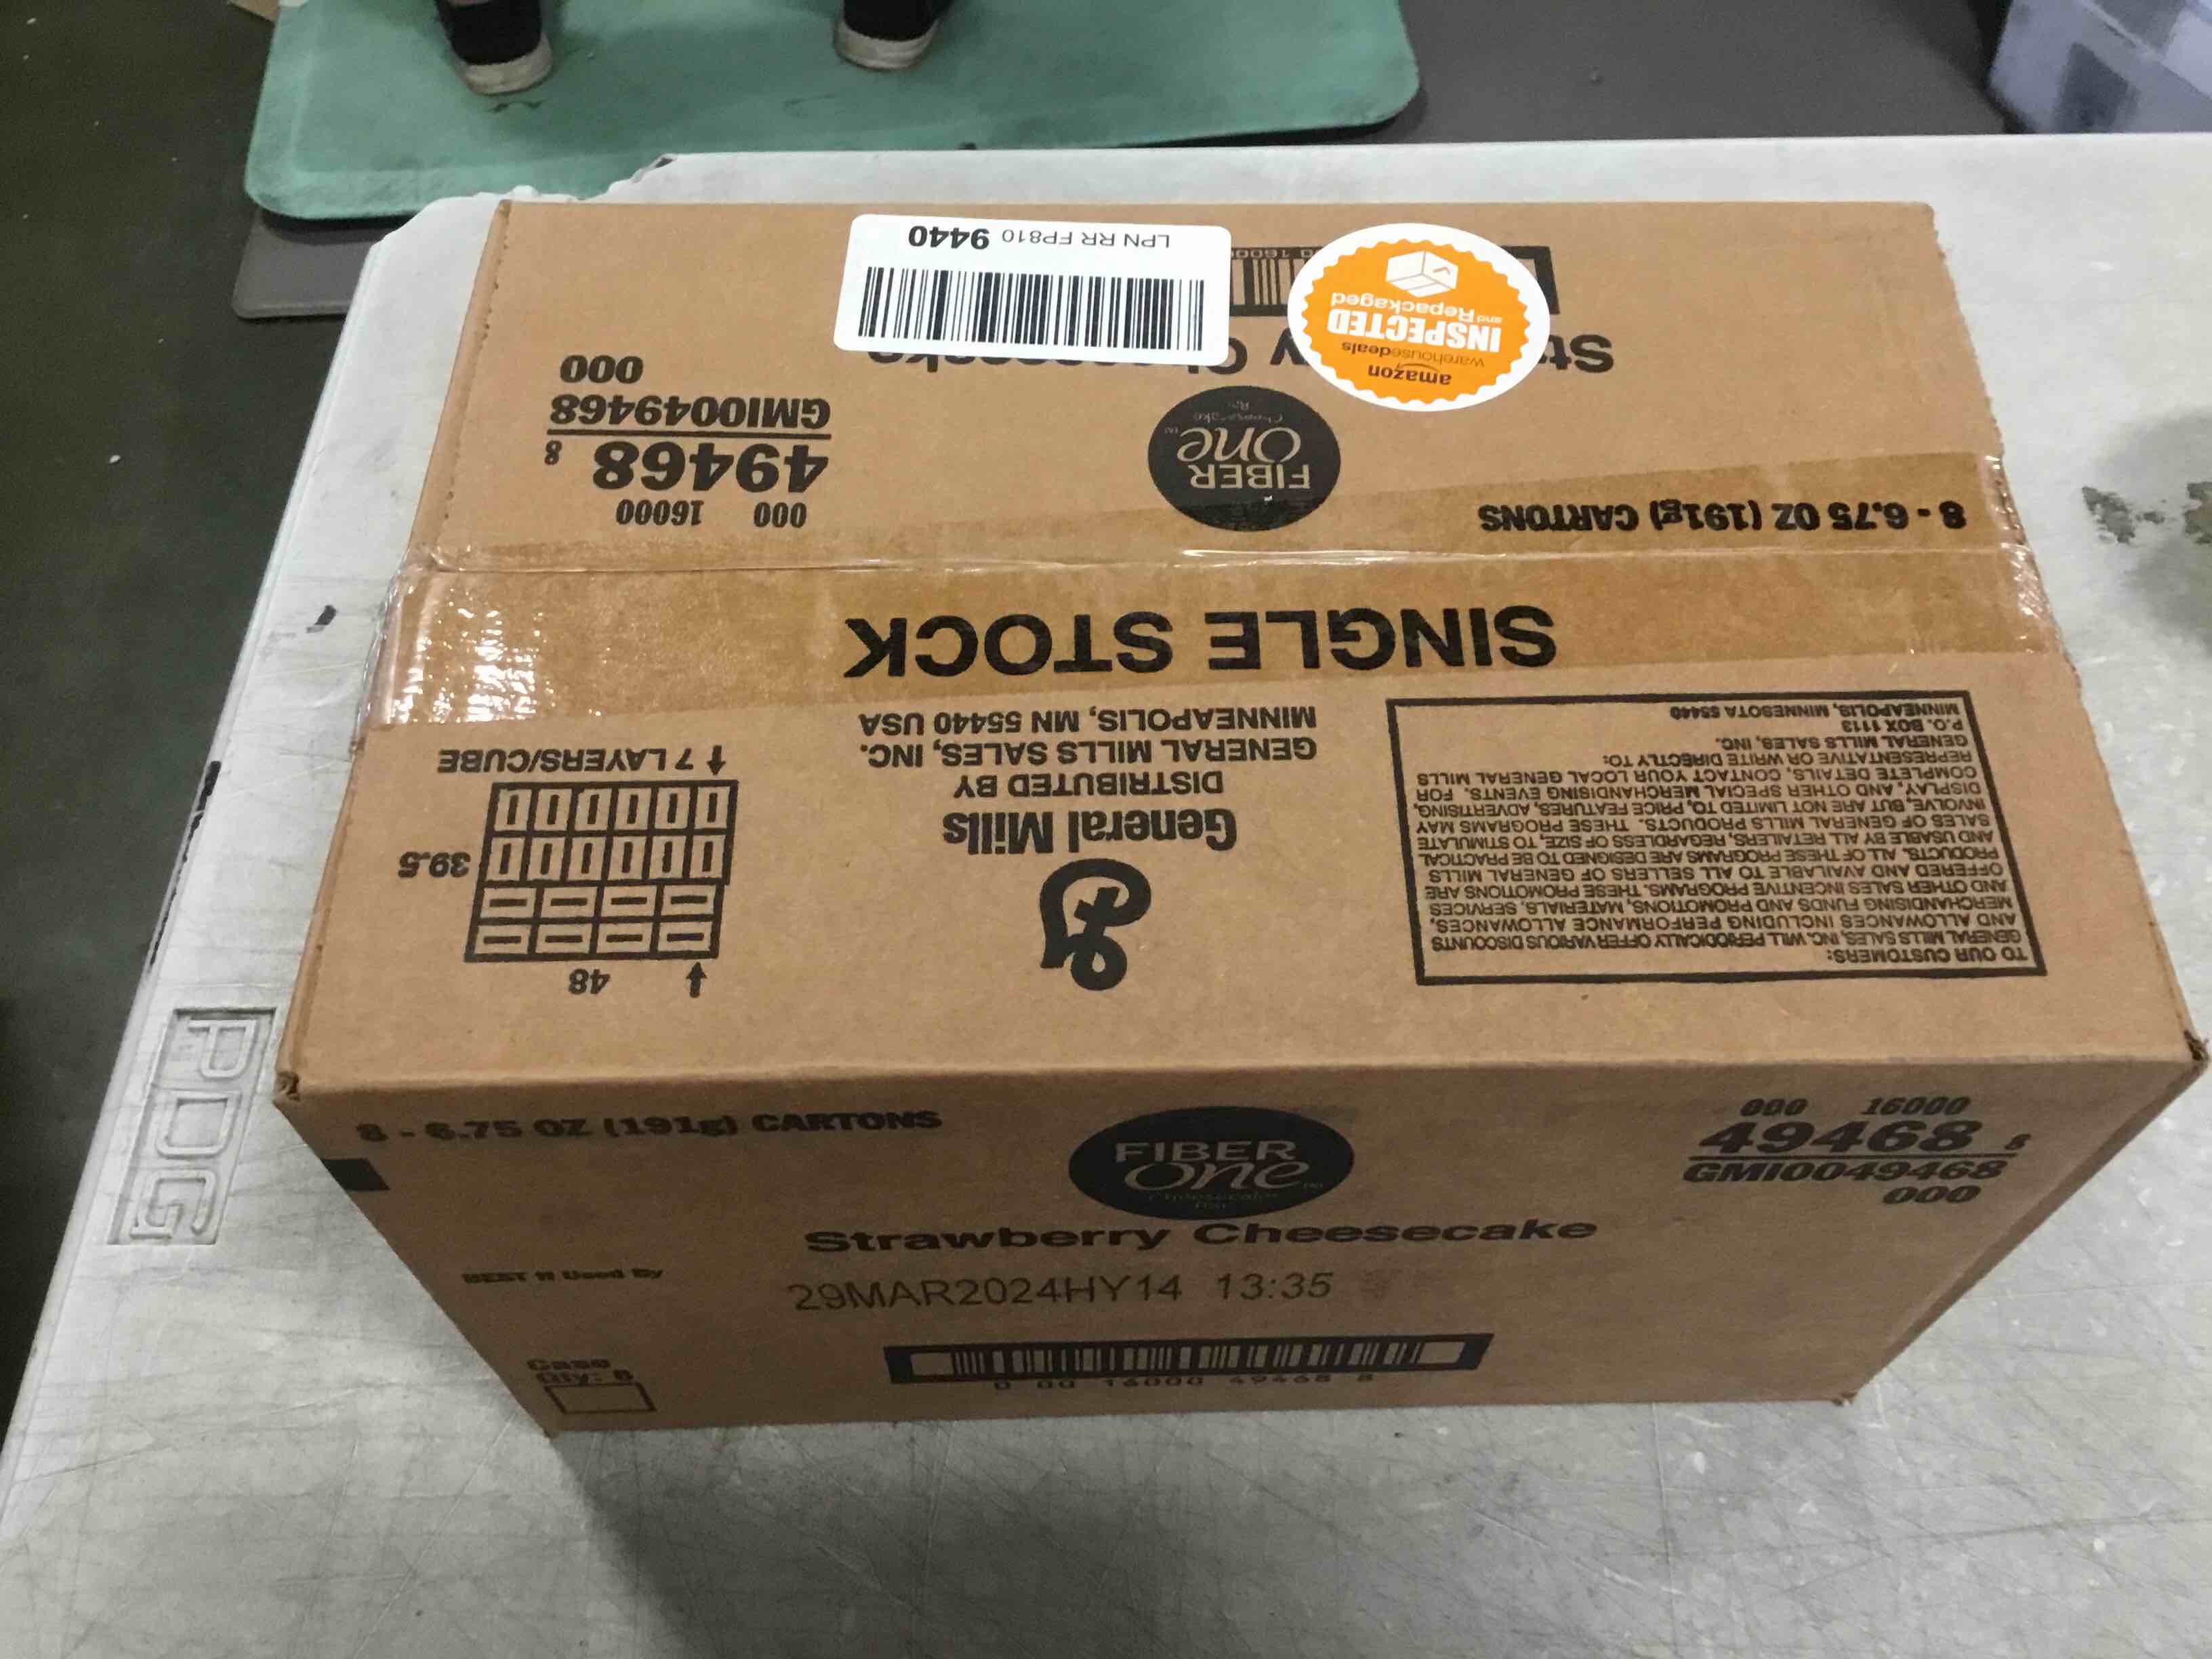 LPN RR FP810 9440
amazon
warehousedeals
INSPECTED
and Repackaged
FIBER
one™
8 - 6.75 OZ (191g) CARTONS
000 16000
49468 8
GMI0049468
000
SINGLE STOCK
TO OUR CUSTOMERS:
GENERAL MILLS SALES, INC. WILL PERIODICALLY OFFER VARIOUS DISCOUNTS
AND ALLOWANCES INCLUDING PERFORMANCE ALLOWANCES,
MERCHANDISING FUNDS AND PROMOTIONS, MATERIALS, SERVICES
AND OTHER SALES INCENTIVE PROGRAMS. THESE PROMOTIONS ARE
OFFERED AND AVAILABLE TO ALL SELLERS OF GENERAL MILLS
PRODUCTS. ALL OF THESE PROGRAMS ARE DESIGNED TO BE PRACTICAL
AND USABLE BY ALL RETAILERS, REGARDLESS OF SIZE, TO STIMULATE
SALES OF GENERAL MILLS PRODUCTS. THESE PROGRAMS MAY
INVOLVE, BUT ARE NOT LIMITED TO, PRICE FEATURES, ADVERTISING,
DISPLAY, AND OTHER SPECIAL MERCHANDISING EVENTS. FOR
COMPLETE DETAILS, CONTACT YOUR LOCAL GENERAL MILLS
REPRESENTATIVE OR WRITE DIRECTLY TO:
GENERAL MILLS SALES, INC.
P.O. BOX 1113
MINNEAPOLIS, MINNESOTA 55440
General Mills
DISTRIBUTED BY
GENERAL MILLS SALES, INC.
MINNEAPOLIS, MN 55440 USA
48
39.5
7 LAYERS/CUBE
8 - 6.75 OZ (191g) CARTONS
FIBER
one
000 16000
49468 8
GMI0049468
000
Strawberry Cheesecake
BEST If Used By
29MAR2024HY14 13:35
Case
Qty: 8
0 00 16000 49468 8
PDG